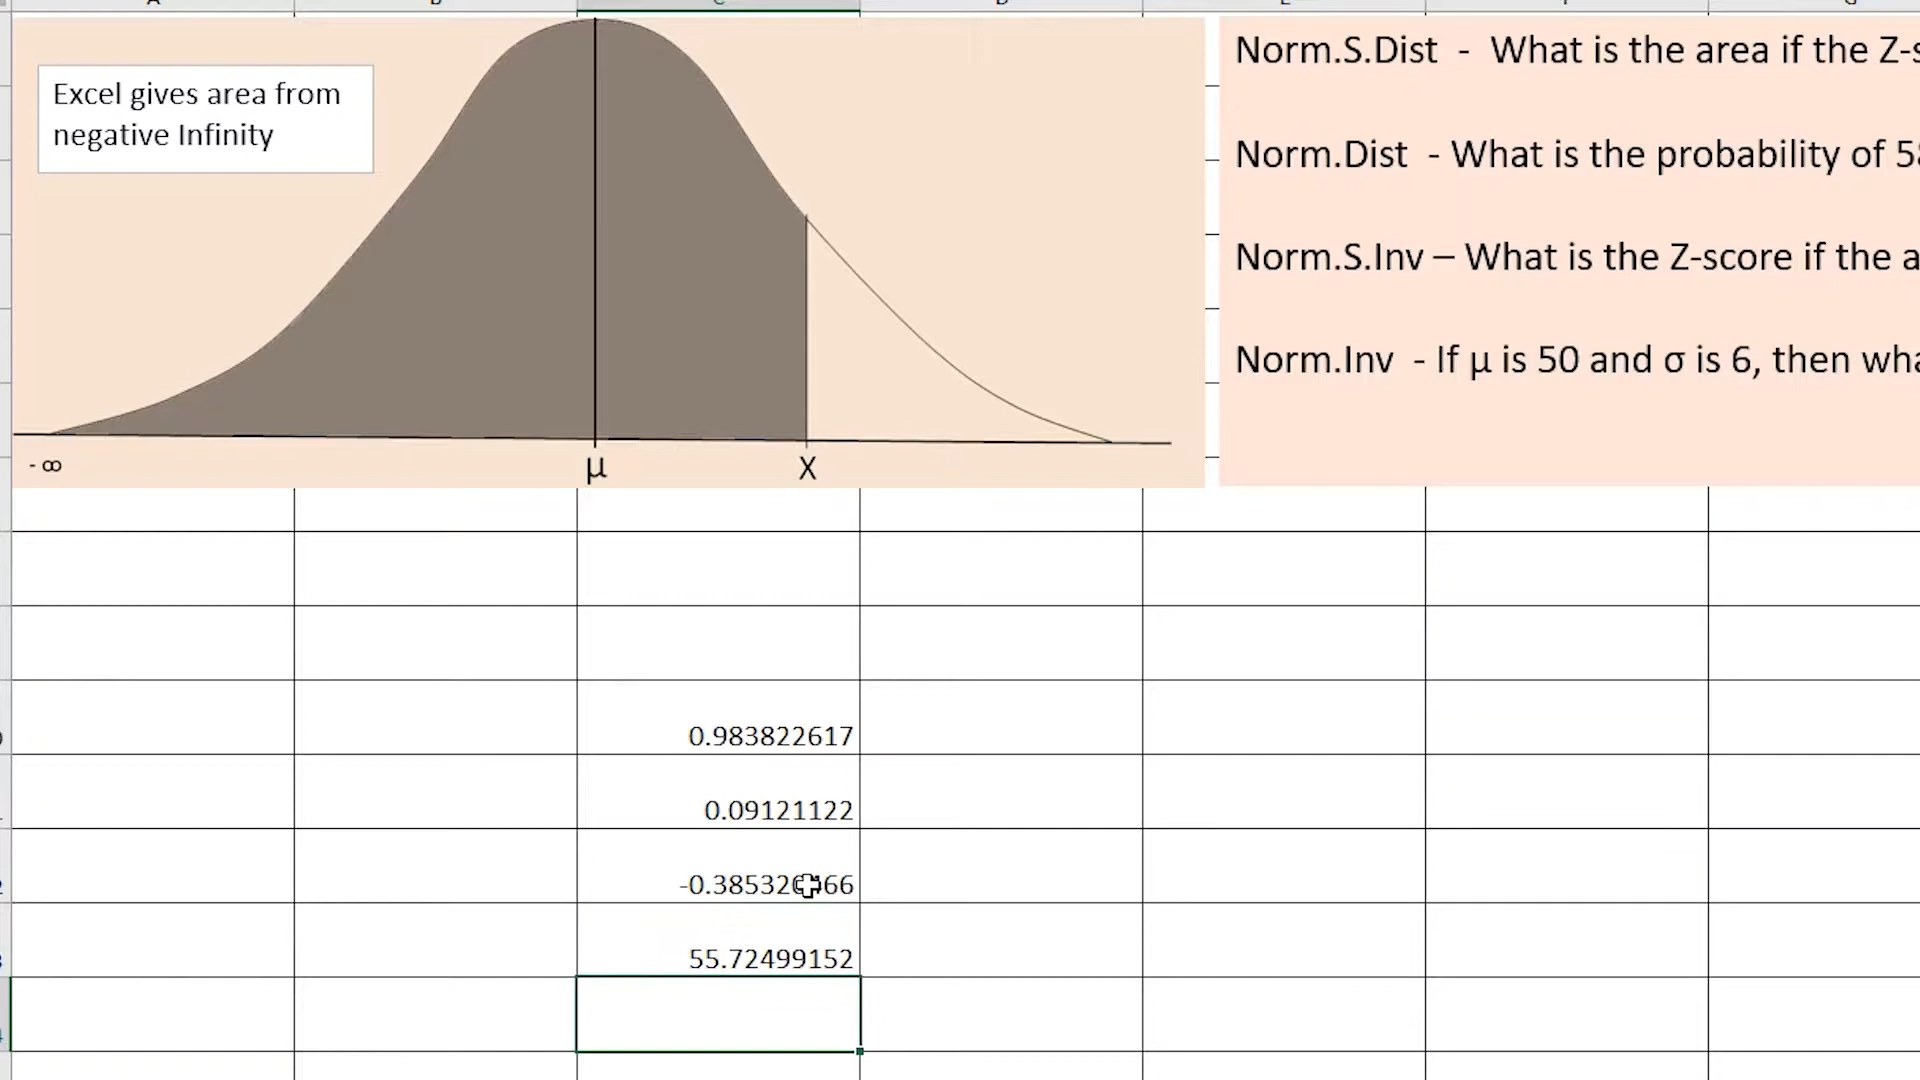 Excel gives area from
negative Infinity
- ∞
μ
X
Norm.S.Dist - What is the area if the Z-
Norm.Dist - What is the probability of
Norm.S.Inv – What is the Z-score if the
Norm.Inv - If μ is 50 and σ is 6, then
0.983822617
0.09121122
55.72499152